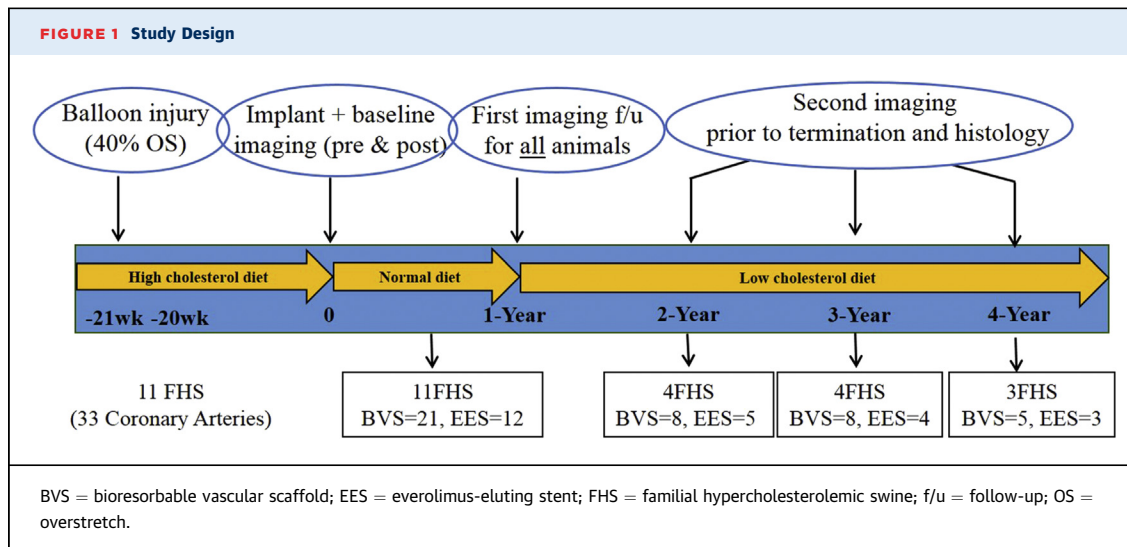 FIGURE 1 Study Design
Balloon injury
(40% OS)
Implant + baseline
imaging (pre & post)
First imaging f/u
for all animals
Second imaging
prior to termination and histology
High cholesterol diet
Normal diet
Low cholesterol diet
-21wk -20wk
0
1-Year
2-Year
3-Year
4-Year
11 FHS
(33 Coronary Arteries)
11FHS
BVS=21, EES=12
4FHS
BVS=8, EES=5
4FHS
BVS=8, EES=4
3FHS
BVS=5, EES=3
BVS = bioresorbable vascular scaffold; EES = everolimus-eluting stent; FHS = familial hypercholesterolemic swine; f/u = follow-up; OS =
overstretch.